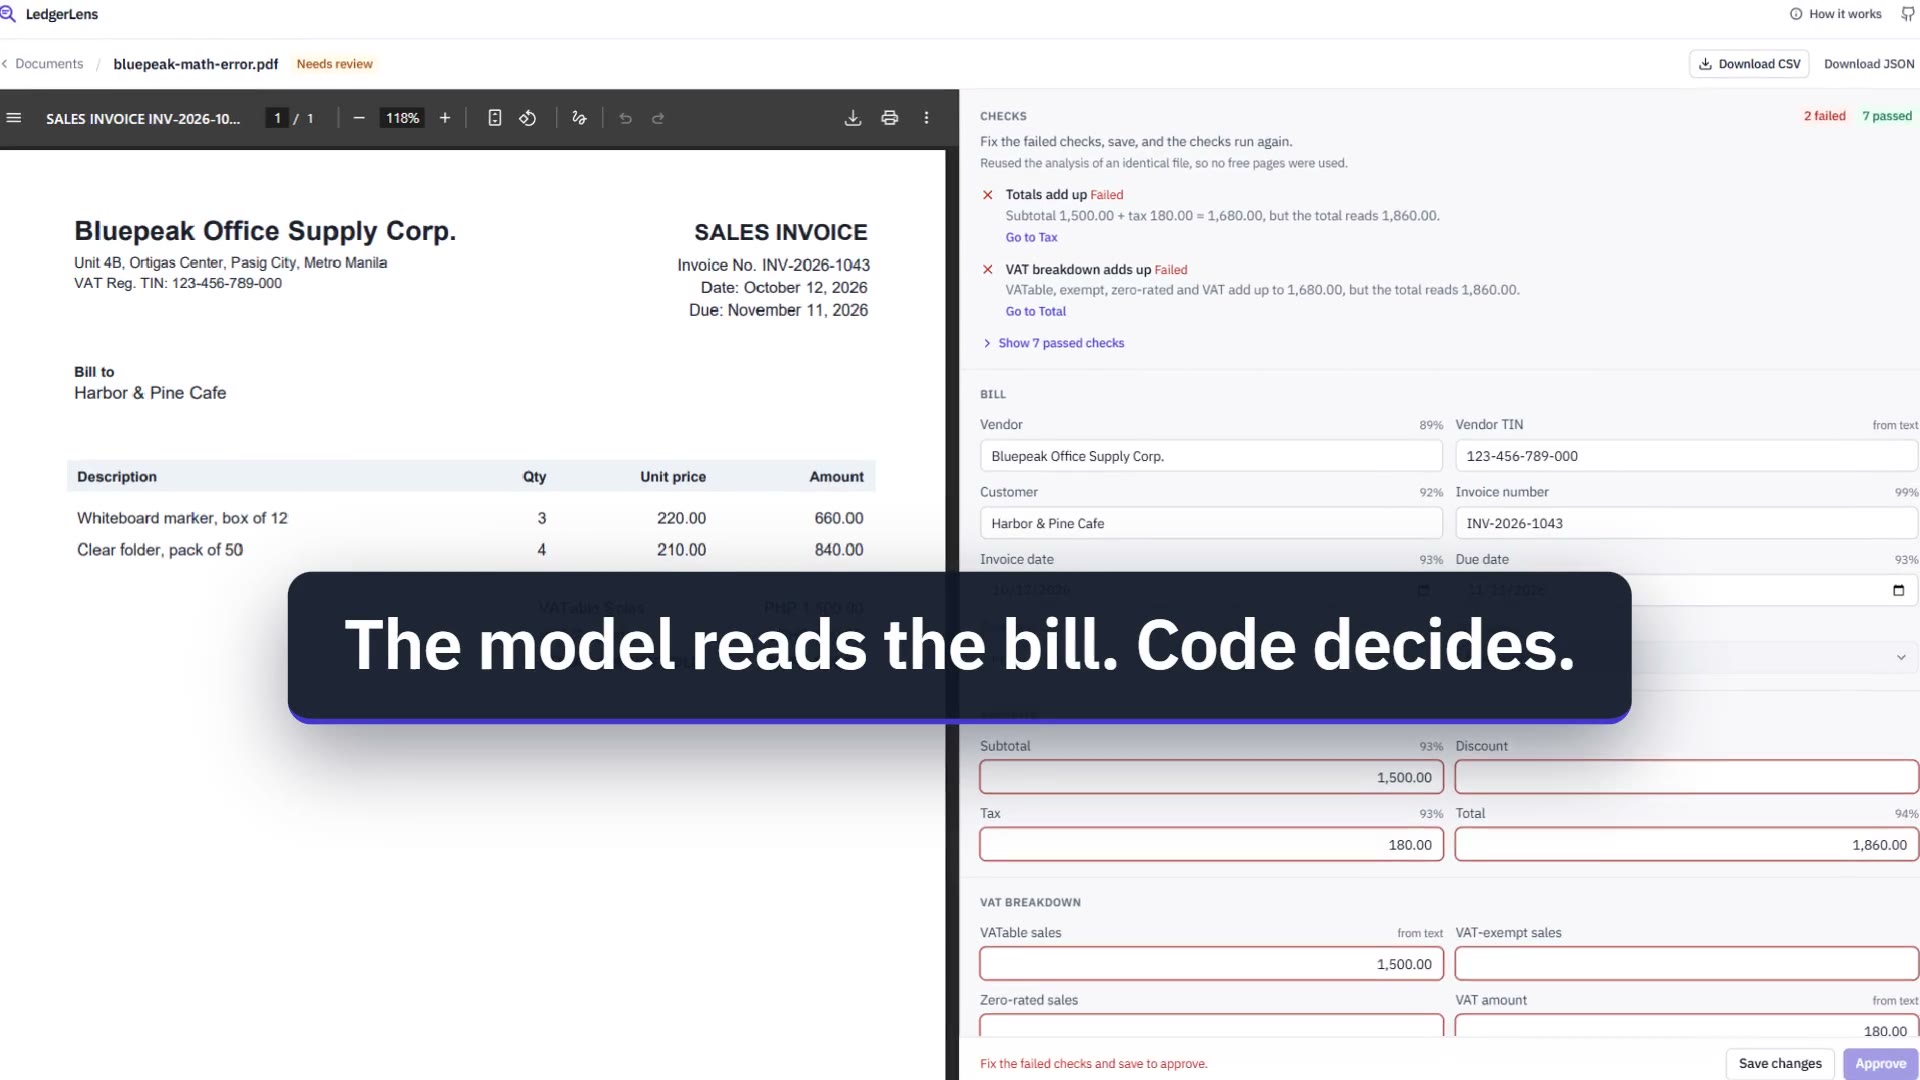 LedgerLens
How it works
Documents / bluepeak-math-error.pdf Needs review
Download CSV
Download JSON
SALES INVOICE INV-2026-10...
1 / 1
118%
Bluepeak Office Supply Corp.
Unit 4B, Ortigas Center, Pasig City, Metro Manila
VAT Reg. TIN: 123-456-789-000
SALES INVOICE
Invoice No. INV-2026-1043
Date: October 12, 2026
Due: November 11, 2026
Bill to
Harbor & Pine Cafe
Description Qty Unit price Amount
Whiteboard marker, box of 12 3 220.00 660.00
Clear folder, pack of 50 4 210.00 840.00
VATable Sales PHP 1,500.00
The model reads the bill. Code decides.
CHECKS
2 failed 7 passed
Fix the failed checks, save, and the checks run again.
Reused the analysis of an identical file, so no free pages were used.
Totals add up Failed
Subtotal 1,500.00 + tax 180.00 = 1,680.00, but the total reads 1,860.00.
Go to Tax
VAT breakdown adds up Failed
VATable, exempt, zero-rated and VAT add up to 1,680.00, but the total reads 1,860.00.
Go to Total
Show 7 passed checks
BILL
Vendor 89% Vendor TIN from text
Bluepeak Office Supply Corp. 123-456-789-000
Customer 92% Invoice number 99%
Harbor & Pine Cafe INV-2026-1043
Invoice date 93% Due date 93%
10/12/2026 11/11/2026
Subtotal 93% Discount
1,500.00
Tax 93% Total 94%
180.00 1,860.00
VAT BREAKDOWN
VATable sales from text VAT-exempt sales
1,500.00
Zero-rated sales VAT amount from text
180.00
Fix the failed checks and save to approve.
Save changes
Approve